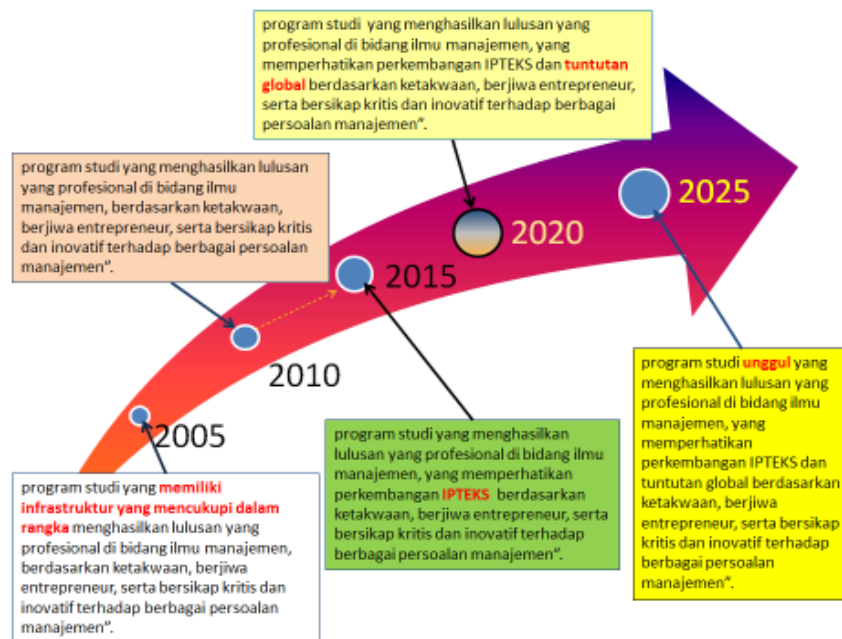 program studi yang menghasilkan lulusan yang
profesional di bidang ilmu manajemen, yang
memperhatikan perkembangan IPTEKS dan tuntutan
global berdasarkan ketakwaan, berjiwa entrepreneur,
serta bersikap kritis dan inovatif terhadap berbagai
persoalan manajemen”.
program studi yang menghasilkan lulusan
yang profesional di bidang ilmu
manajemen, berdasarkan ketakwaan,
berjiwa entrepreneur, serta bersikap kritis
dan inovatif terhadap berbagai persoalan
manajemen”.
2025
2020
2015
2010
2005
program studi yang memiliki
infrastruktur yang mencukupi dalam
rangka menghasilkan lulusan yang
profesional di bidang ilmu manajemen,
berdasarkan ketakwaan, berjiwa
entrepreneur, serta bersikap kritis dan
inovatif terhadap berbagai persoalan
manajemen”.
program studi yang menghasilkan
lulusan yang profesional di bidang ilmu
manajemen, yang memperhatikan
perkembangan IPTEKS berdasarkan
ketakwaan, berjiwa entrepreneur, serta
bersikap kritis dan inovatif terhadap
berbagai persoalan manajemen”.
program studi unggul yang
menghasilkan lulusan yang
profesional di bidang ilmu
manajemen, yang
memperhatikan
perkembangan IPTEKS dan
tuntutan global berdasarkan
ketakwaan, berjiwa
entrepreneur, serta bersikap
kritis dan inovatif terhadap
berbagai persoalan
manajemen”.